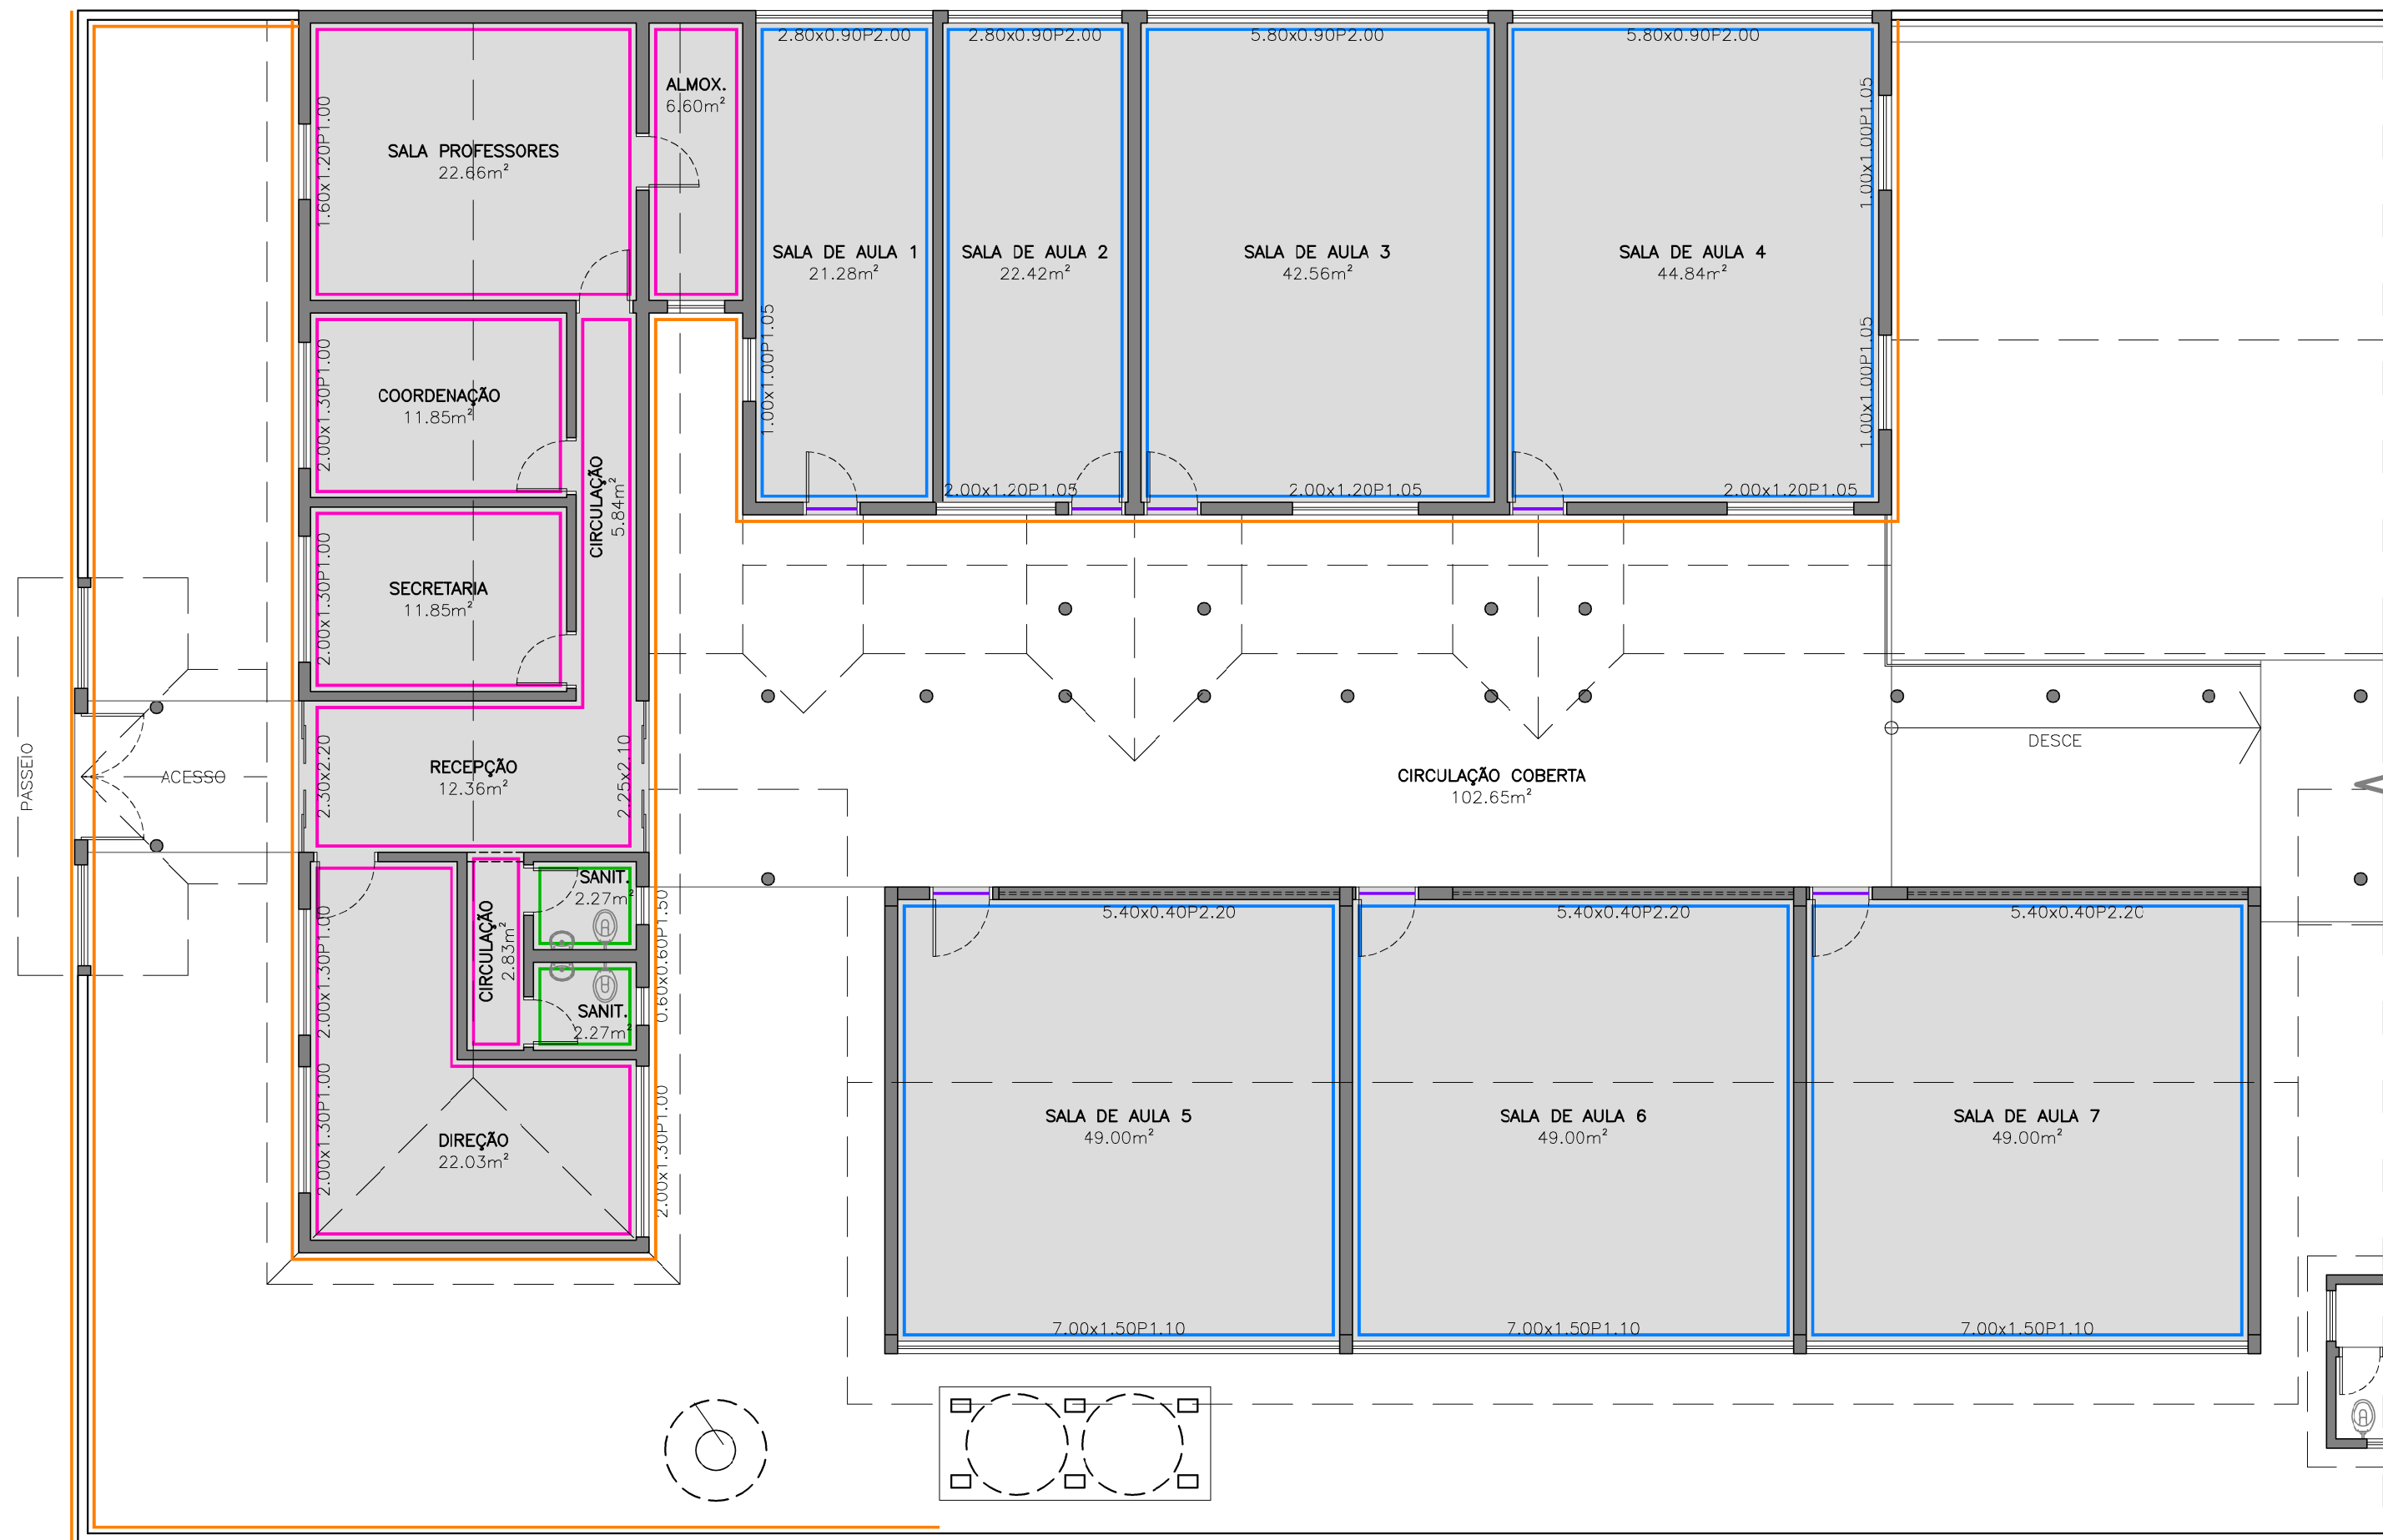 2.80x0.90P2.00
2.80x0.90P2.00
5.80x0.90P2.00
5.80x0.90P2.00
ALMOX.
6.60m²
SALA PROFESSORES
22.66m²
1.60x1.20P1.00
1.00x1.00P1.05
SALA DE AULA 1
21.28m²
SALA DE AULA 2
22.42m²
SALA DE AULA 3
42.56m²
SALA DE AULA 4
44.84m²
1.00x1.00P1.05
1.00x1.00P1.05
COORDENAÇÃO
11.85m²
2.00x1.30P1.00
CIRCULAÇÃO
5.84m²
2.00x1.20P1.05
2.00x1.20P1.05
2.00x1.20P1.05
SECRETARIA
11.85m²
2.00x1.30P1.00
PASSEIO
ACESSO
2.30x2.20
RECEPÇÃO
12.36m²
2.25x2.10
CIRCULAÇÃO COBERTA
102.65m²
DESCE
SANIT.
2.27m²
CIRCULAÇÃO
2.83m²
SANIT.
2.27m²
0.60x0.60P1.50
2.00x1.30P1.00
2.00x1.30P1.00
2.00x1.30P1.00
DIREÇÃO
22.03m²
5.40x0.40P2.20
5.40x0.40P2.20
5.40x0.40P2.20
SALA DE AULA 5
49.00m²
SALA DE AULA 6
49.00m²
SALA DE AULA 7
49.00m²
7.00x1.50P1.10
7.00x1.50P1.10
7.00x1.50P1.10